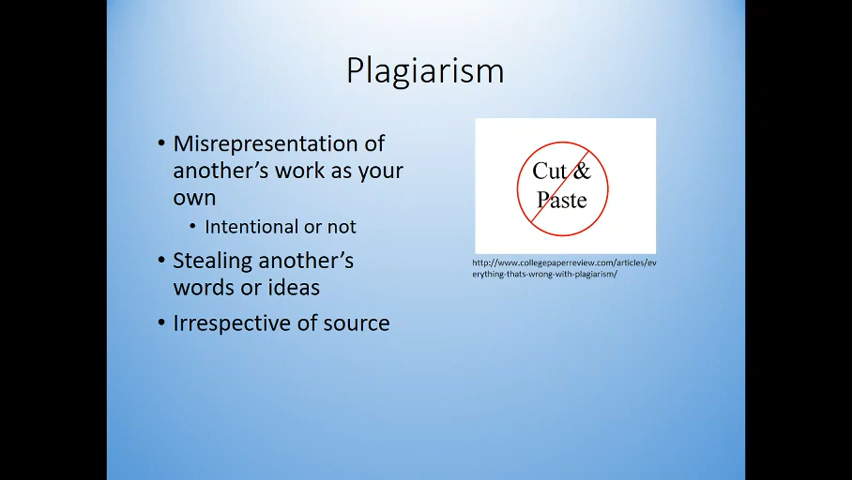 Plagiarism
• Misrepresentation of
another's work as your
own
• Intentional or not
• Stealing another's
words or ideas
• Irrespective of source
Cut &
Paste
http://www.collegepaperreview.com/articles/ev
erything-thats-wrong-with-plagiarism/